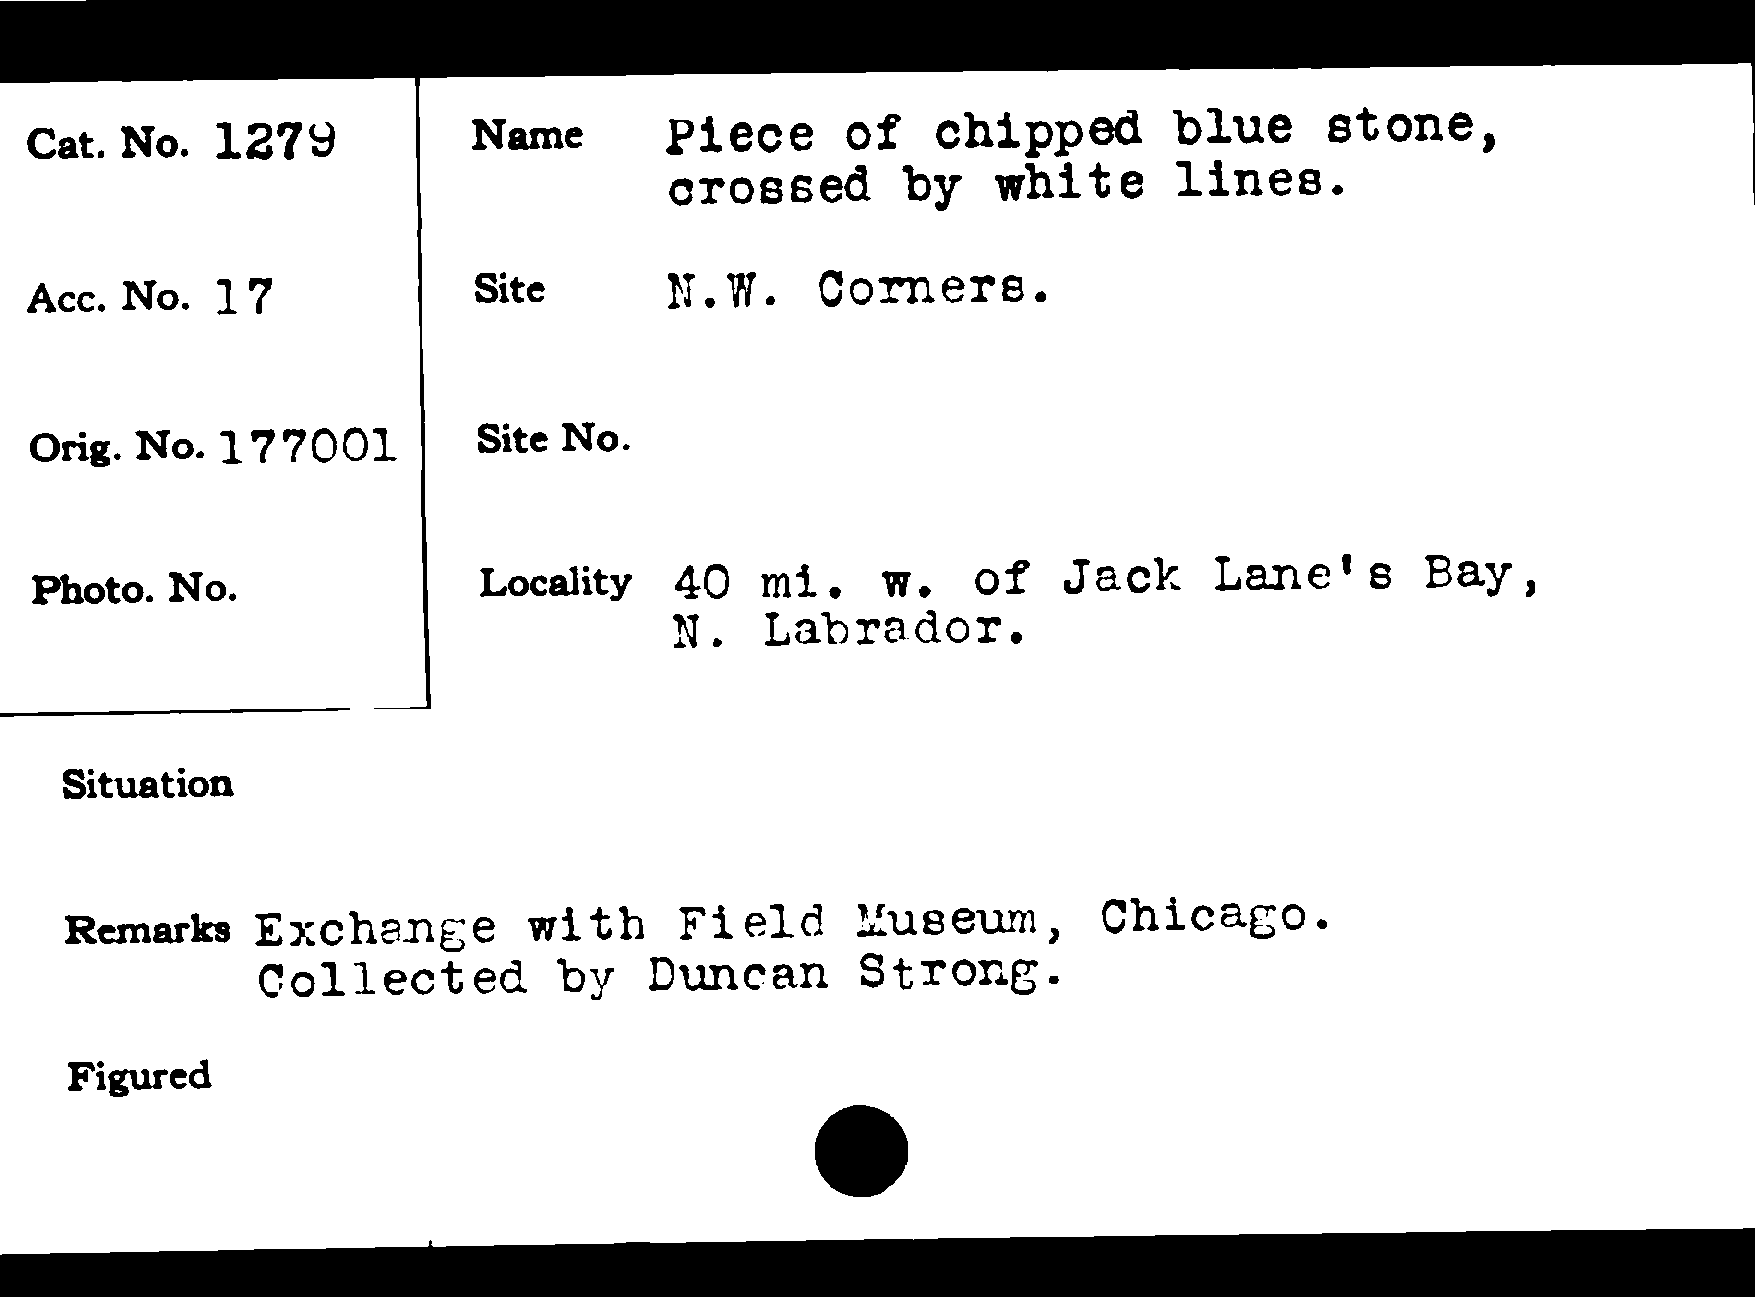 Cat. No. 1279
Name Piece of chipped blue stone,
crossed by white lines.
Acc. No. 17
Site N.W. Corners.
Orig. No. 177001
Site No.
Photo. No.
Locality 40 mi. w. of Jack Lane's Bay,
N. Labrador.
Situation
Remarks Exchange with Field Museum, Chicago.
Collected by Duncan Strong.
Figured